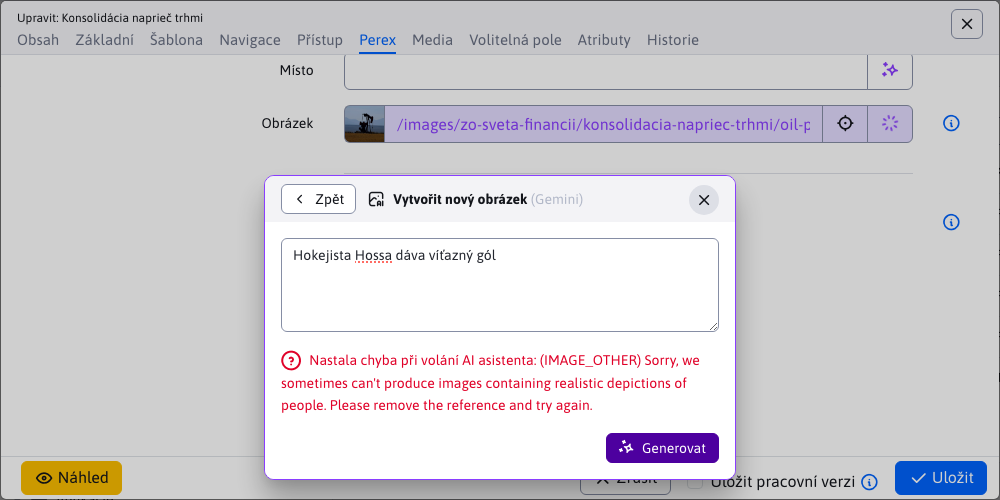 Upravit: Konsolidácia naprieč trhmi
Obsah Základní Šablona Navigace Přístup Perex Media Volitelná pole Atributy Historie
Místo
Obrázek /images/zo-sveta-financii/konsolidacia-napriec-trhmi/oil-p
Zpět Vytvořit nový obrázek (Gemini)
Hokejista Hossa dáva víťazný gól
Nastala chyba při volání AI asistenta: (IMAGE_OTHER) Sorry, we
sometimes can't produce images containing realistic depictions of
people. Please remove the reference and try again.
Generovat
Náhled Zrušit Uložit pracovní verzi Uložit